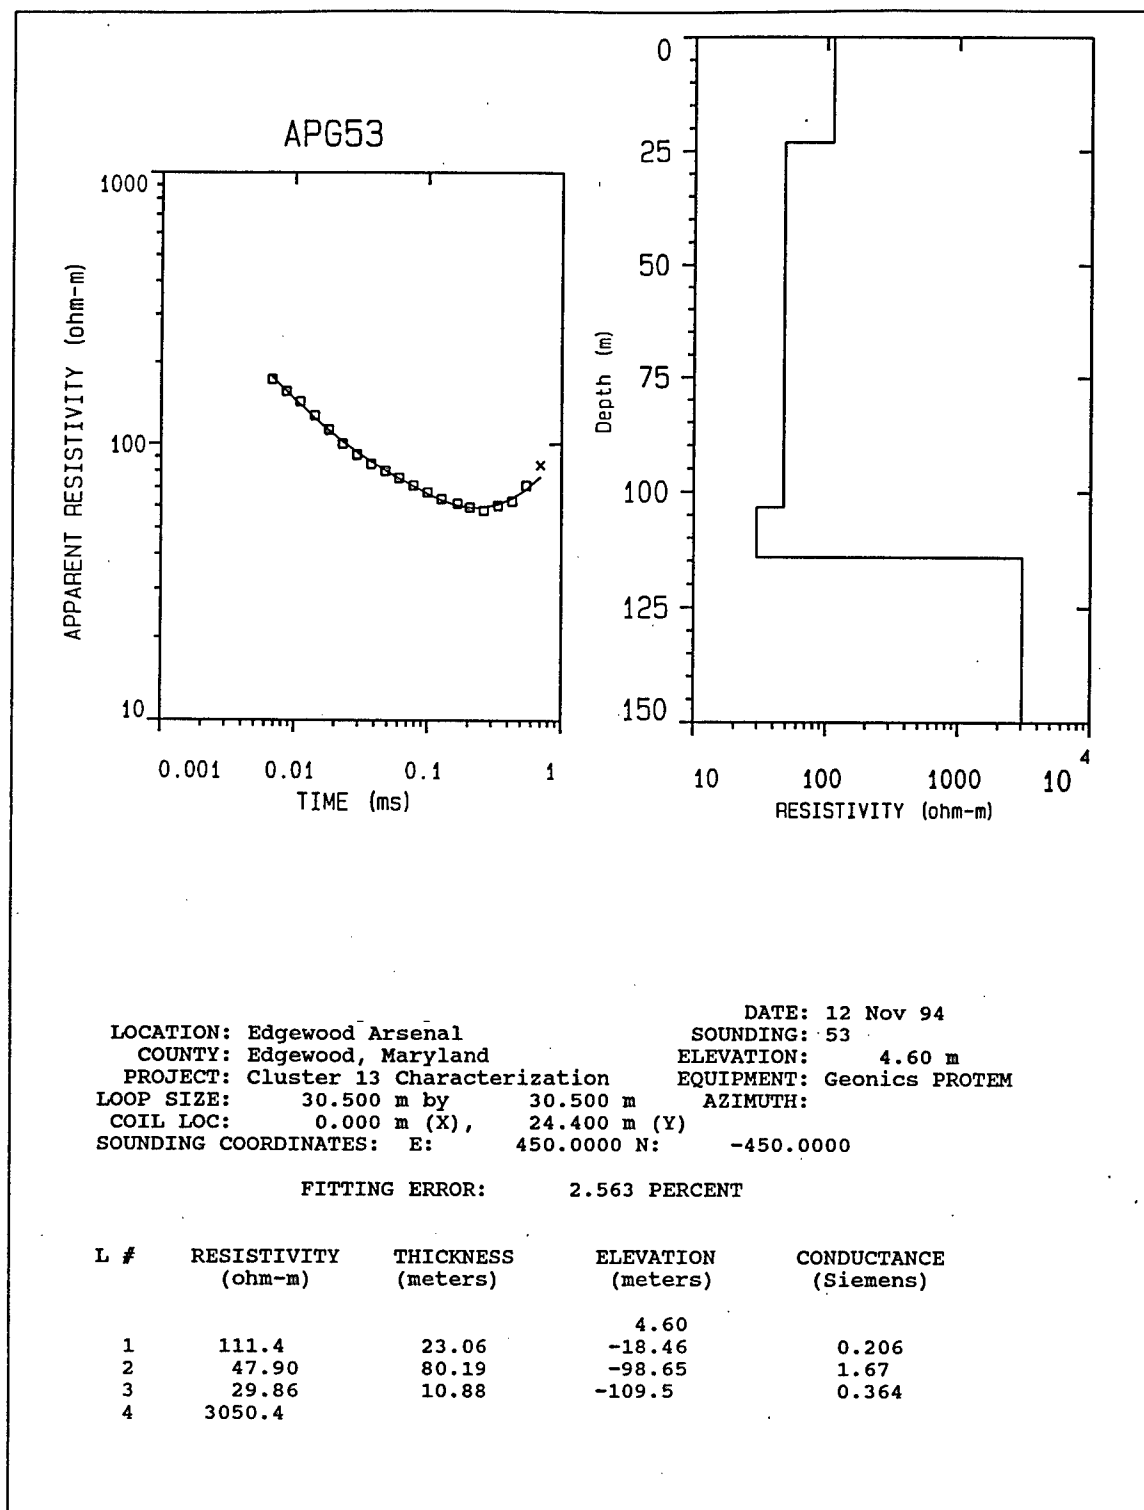 APG53
1000
100
10
APPARENT RESISTIVITY (ohm-m)
0.001 0.01 0.1 1
TIME (ms)
0
25
50
75
100
125
150
Depth (m)
10 100 1000 10 4
RESISTIVITY (ohm-m)
DATE: 12 Nov 94
LOCATION: Edgewood Arsenal SOUNDING: 53
COUNTY: Edgewood, Maryland ELEVATION: 4.60 m
PROJECT: Cluster 13 Characterization EQUIPMENT: Geonics PROTEM
LOOP SIZE: 30.500 m by 30.500 m AZIMUTH:
COIL LOC: 0.000 m (X), 24.400 m (Y)
SOUNDING COORDINATES: E: 450.0000 N: -450.0000
FITTING ERROR: 2.563 PERCENT
L # RESISTIVITY THICKNESS ELEVATION CONDUCTANCE
(ohm-m) (meters) (meters) (Siemens)
4.60
1 111.4 23.06 -18.46 0.206
2 47.90 80.19 -98.65 1.67
3 29.86 10.88 -109.5 0.364
4 3050.4